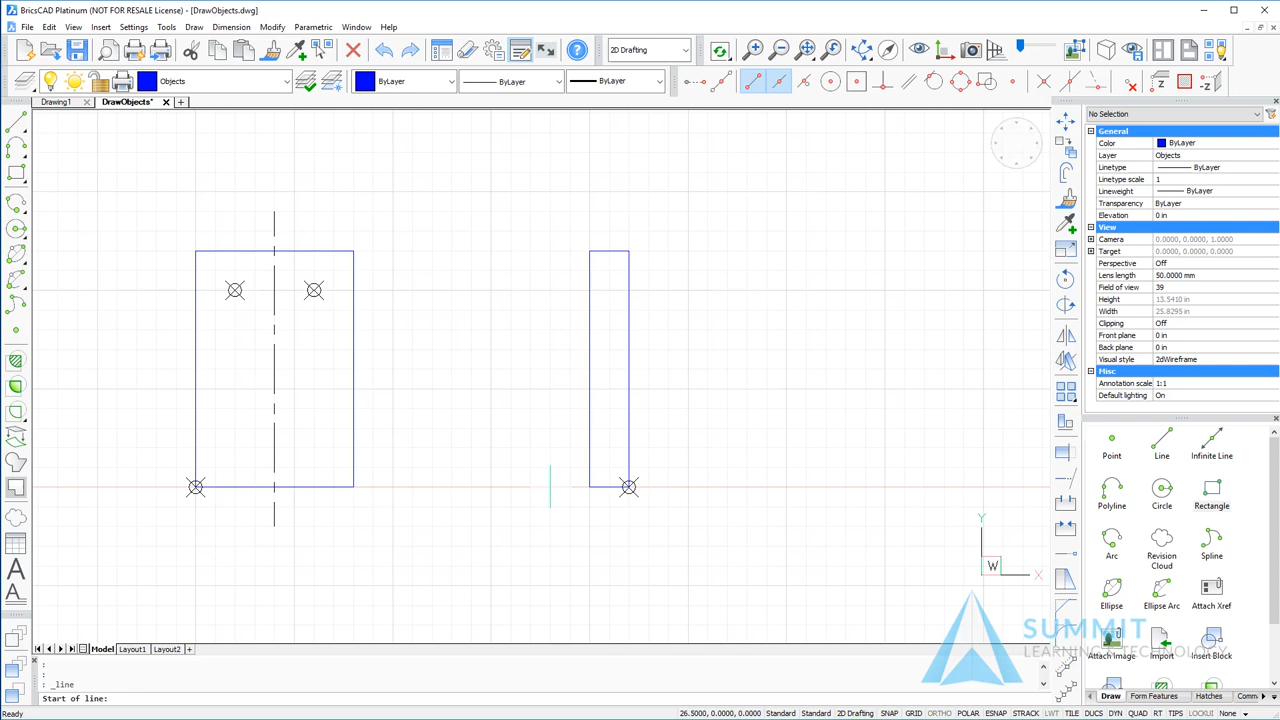 BricsCAD Platinum (NOT FOR RESALE License) - [DrawObjects.dwg]
File Edit View Insert Settings Tools Draw Dimension Modify Parametric Window Help
2D Drafting
Objects ByLayer ByLayer ByLayer
Drawing1 DrawObjects*
No Selection
General
Color ByLayer
Layer Objects
Linetype ByLayer
Linetype scale 1
Lineweight ByLayer
Transparency ByLayer
Elevation 0 in
View
Camera 0.0000, 0.0000, 1.0000
Target 0.0000, 0.0000, 0.0000
Perspective Off
Lens length 50.0000 mm
Field of view 39
Height 13.5410 in
Width 25.8295 in
Clipping Off
Front plane 0 in
Back plane 0 in
Visual style 2dWireframe
Misc
Annotation scale 1:1
Default lighting On
Point Line Infinite Line
Polyline Circle Rectangle
Arc Revision Cloud Spline
Ellipse Ellipse Arc Attach Xref
Attach Image Import Insert Block
Y
W X
SUMMIT
LEARNING & TECHNOLOGY
Model Layout1 Layout2
:
:
: _line
Start of line:
Draw Form Features Hatches Comma
Ready 26.5000, 0.0000, 0.0000 Standard Standard 2D Drafting SNAP GRID ORTHO POLAR ESNAP STRACK LWT TILE DUCS DYN QUAD RT TIPS LOCKUI None